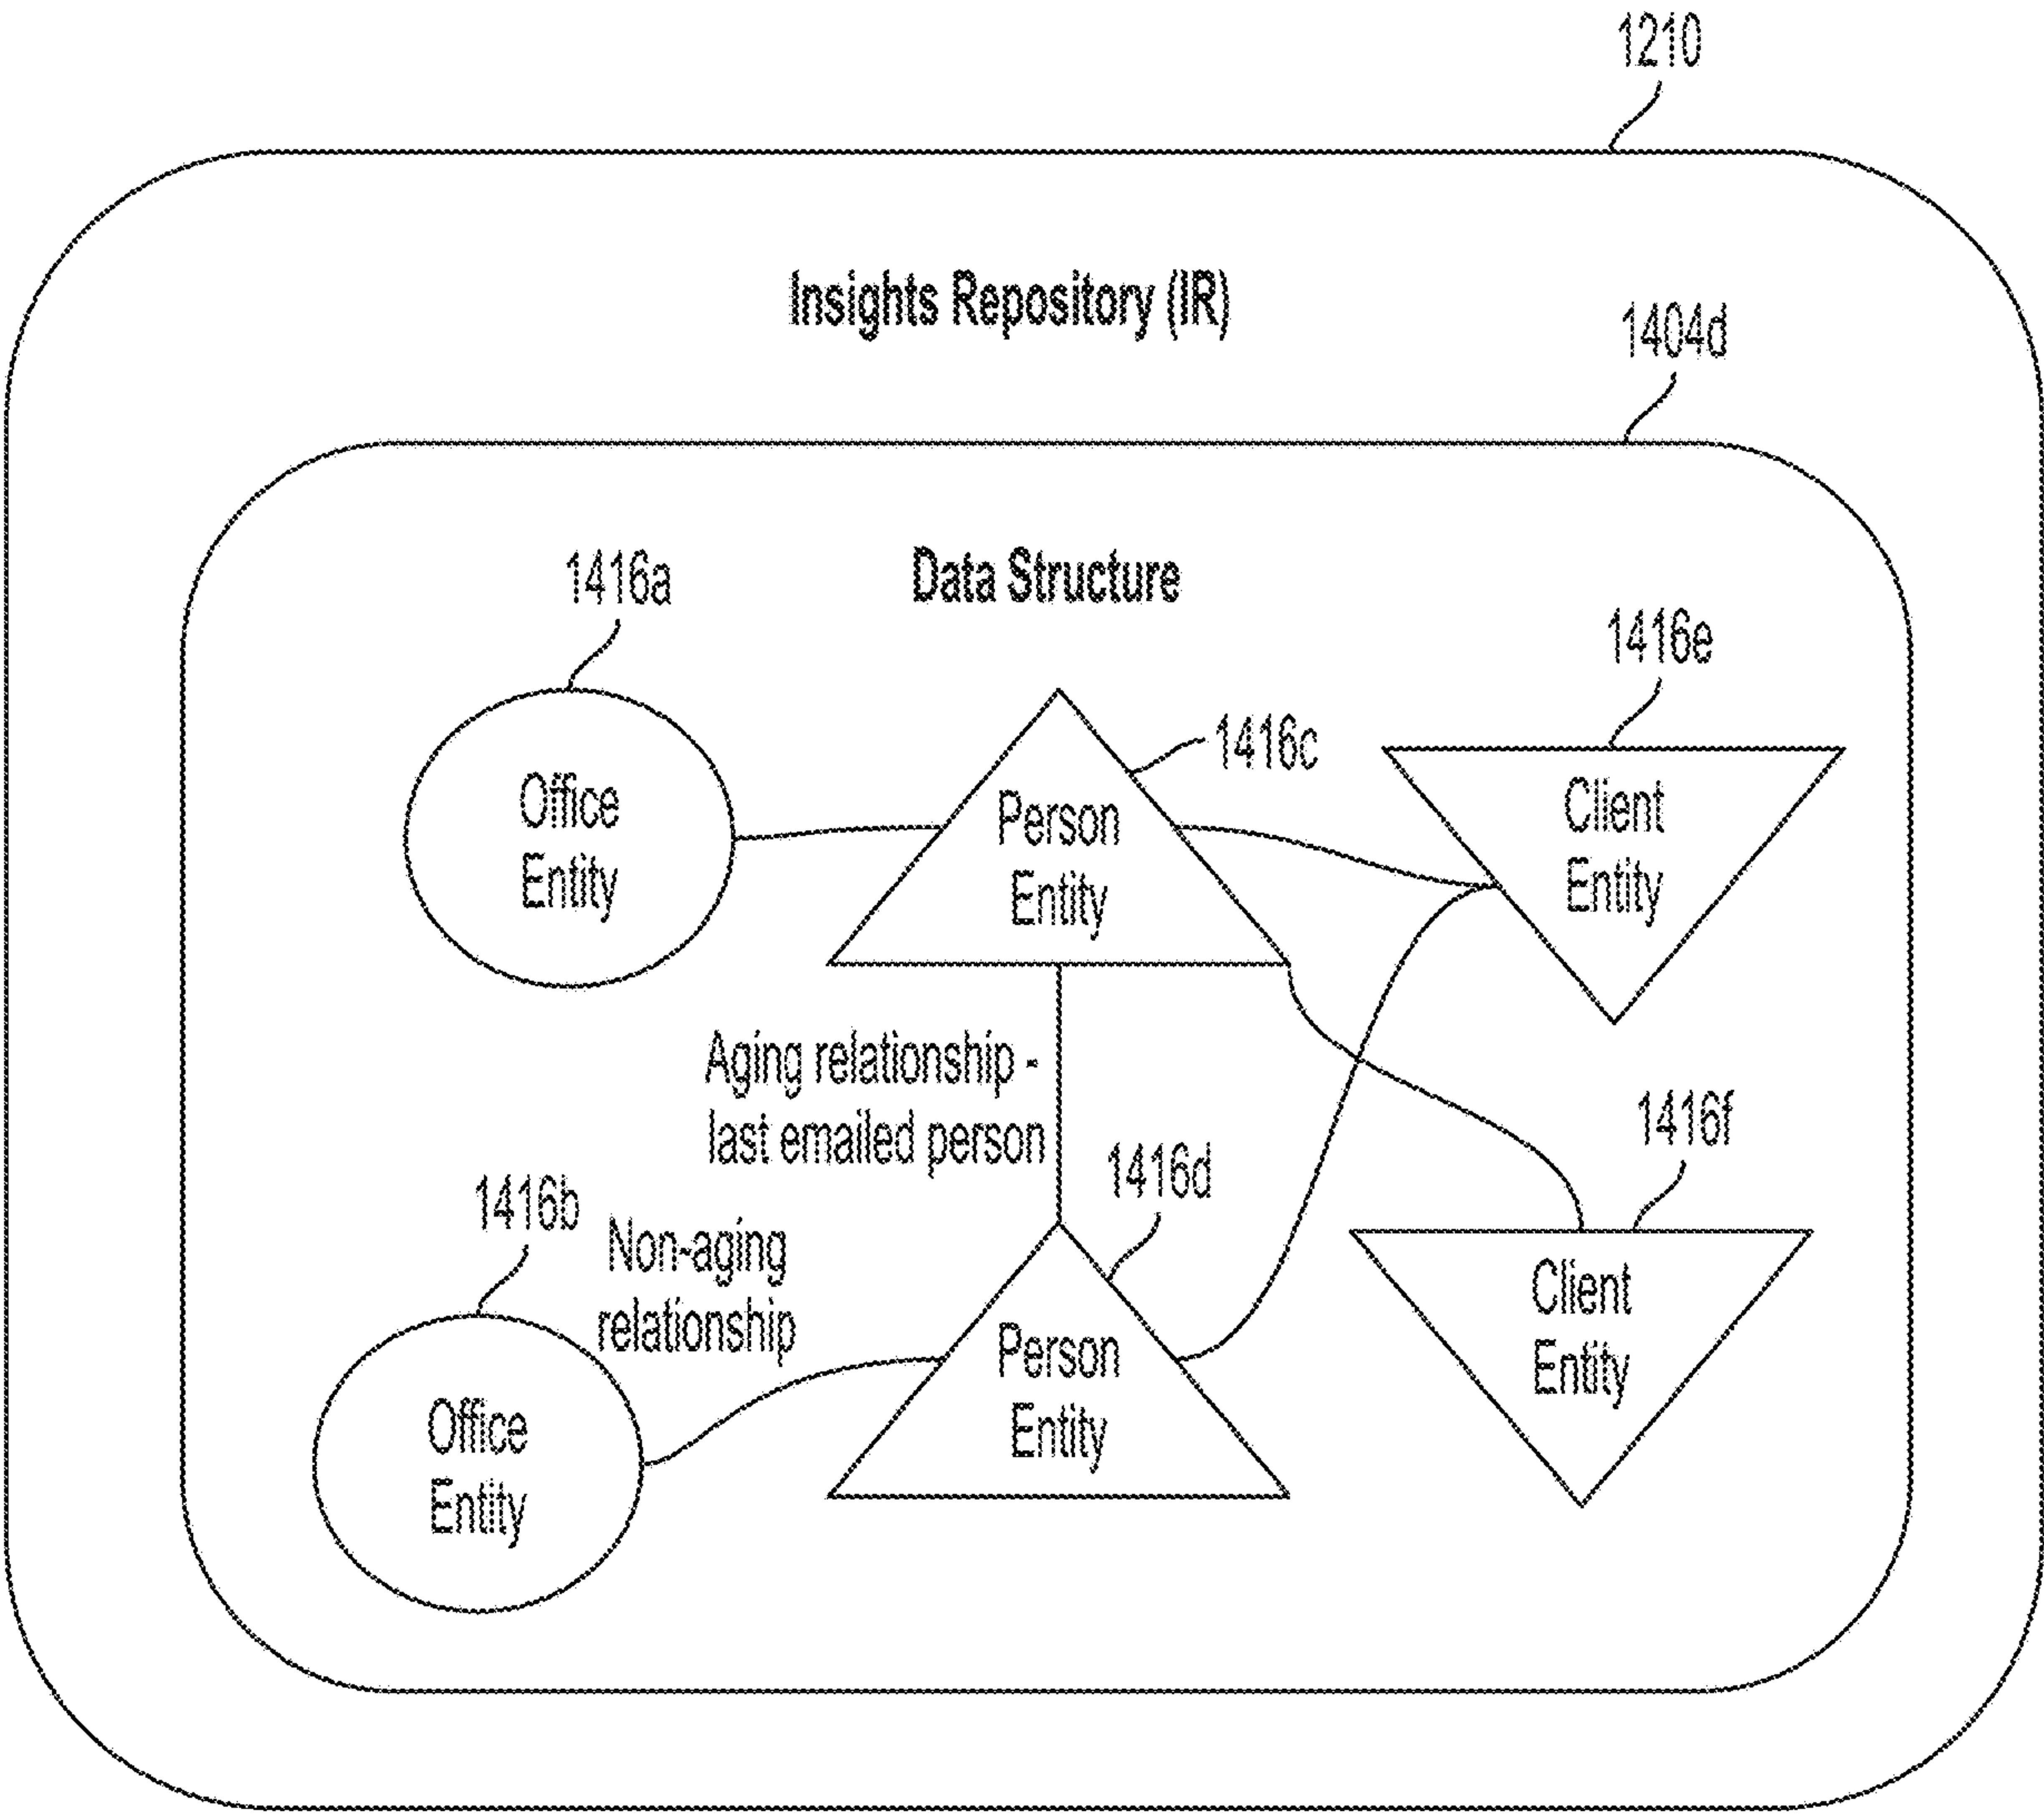 1210
Insights Repository (IR)
1404d
Data Structure
1416a
1416e
1416c
Office
Entity
Person
Entity
Client
Entity
Aging relationship -
last emailed person
1416f
1416d
1416b
Non-aging
relationship
Client
Entity
Person
Entity
Office
Entity